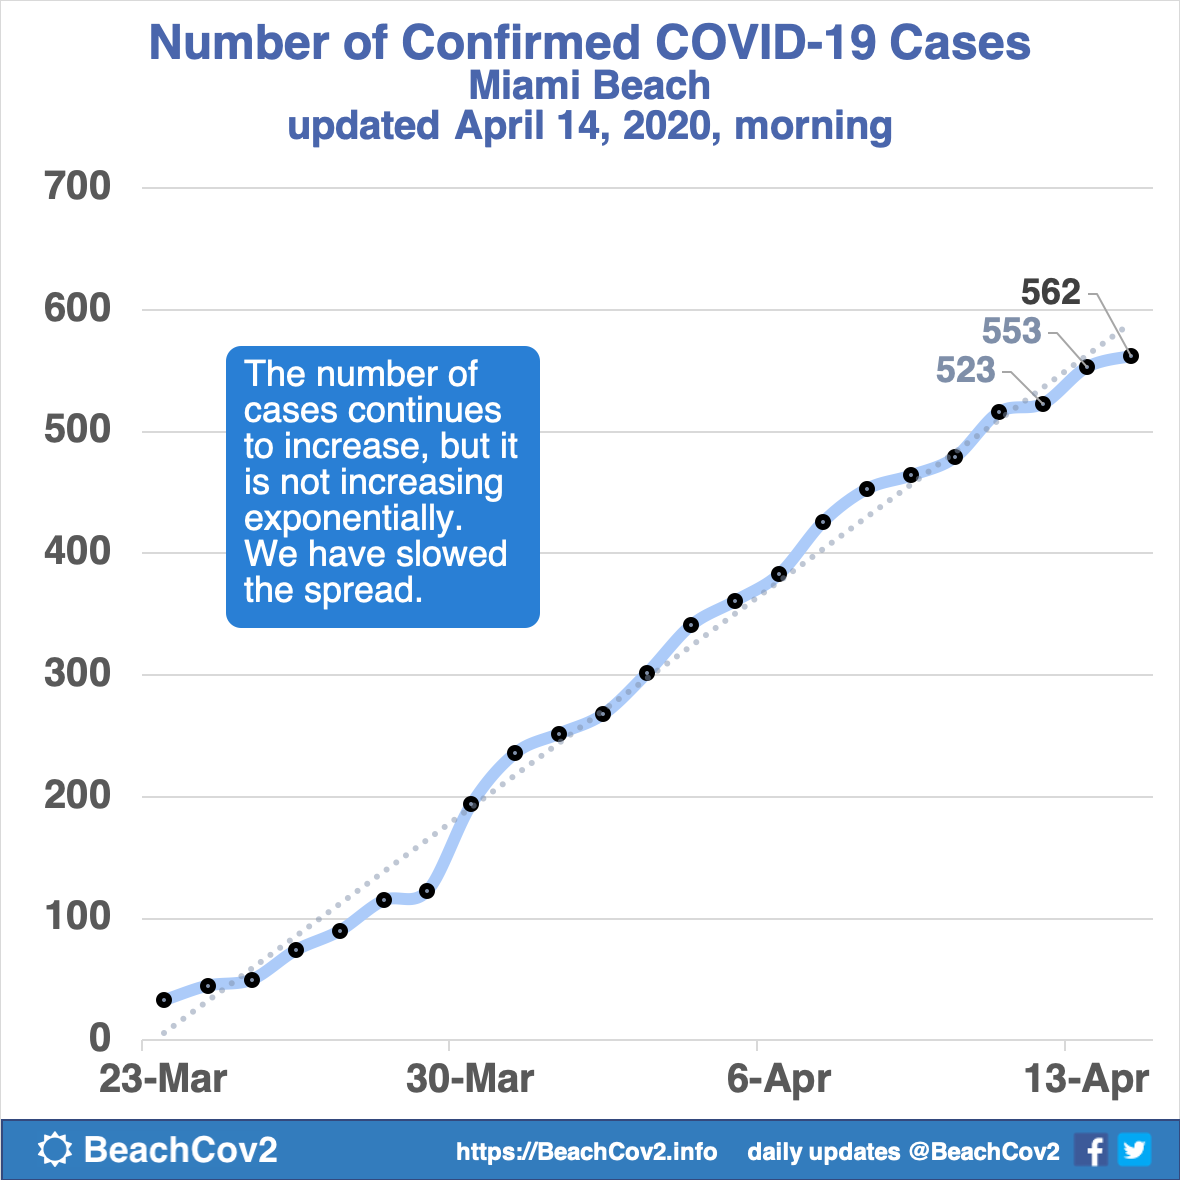 Number of Confirmed COVID-19 Cases
Miami Beach
updated April 14, 2020, morning
700
600
500
400
300
200
100
0
562
553
523
The number of
cases continues
to increase, but it
is not increasing
exponentially.
We have slowed
the spread.
23-Mar
30-Mar
6-Apr
13-Apr
BeachCov2
https://BeachCov2.info
daily updates @BeachCov2
f